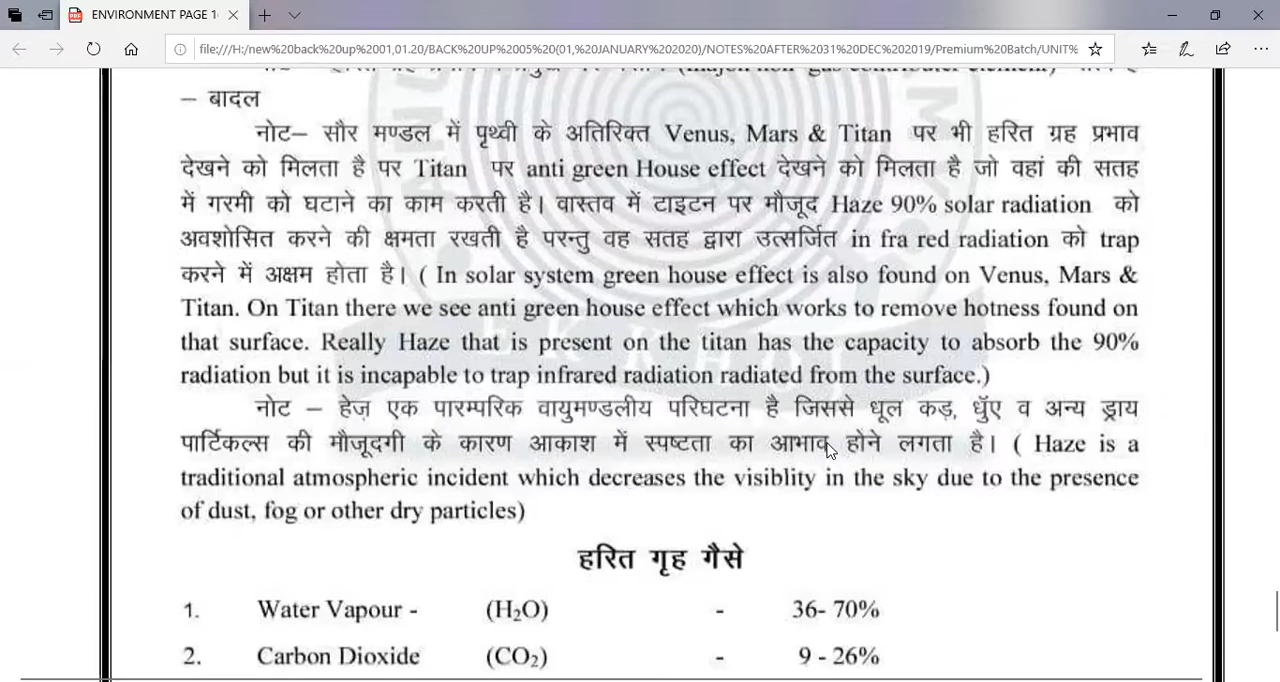 ENVIRONMENT PAGE 1
file:///H:/new%20back%20up%2001,01.20/BACK%20UP%2005%20(01,%20JANUARY%202020)/NOTES%20AFTER%2031%20DEC%202019/Premium%20Batch/UNIT%
– बादल
नोट– सौर मण्डल में पृथ्वी के अतिरिक्त Venus, Mars & Titan पर भी हरित ग्रह प्रभाव
देखने को मिलता है पर Titan पर anti green House effect देखने को मिलता है जो वहां की सतह
में गरमी को घटाने का काम करती है। वास्तव में टाइटन पर मौजूद Haze 90% solar radiation को
अवशोसित करने की क्षमता रखती है परन्तु वह सतह द्वारा उत्सर्जित in fra red radiation को trap
करने में अक्षम होता है। ( In solar system green house effect is also found on Venus, Mars &
Titan. On Titan there we see anti green house effect which works to remove hotness found on
that surface. Really Haze that is present on the titan has the capacity to absorb the 90%
radiation but it is incapable to trap infrared radiation radiated from the surface.)
नोट – हेज़ एक पारम्परिक वायुमण्डलीय परिघटना है जिससे धूल कड़, धुँए व अन्य ड्राय
पार्टिकल्स की मौजूदगी के कारण आकाश में स्पष्टता का आभाव होने लगता है। ( Haze is a
traditional atmospheric incident which decreases the visiblity in the sky due to the presence
of dust, fog or other dry particles)
हरित गृह गैसे
1. Water Vapour - (H₂O) - 36- 70%
2. Carbon Dioxide (CO₂) - 9 - 26%